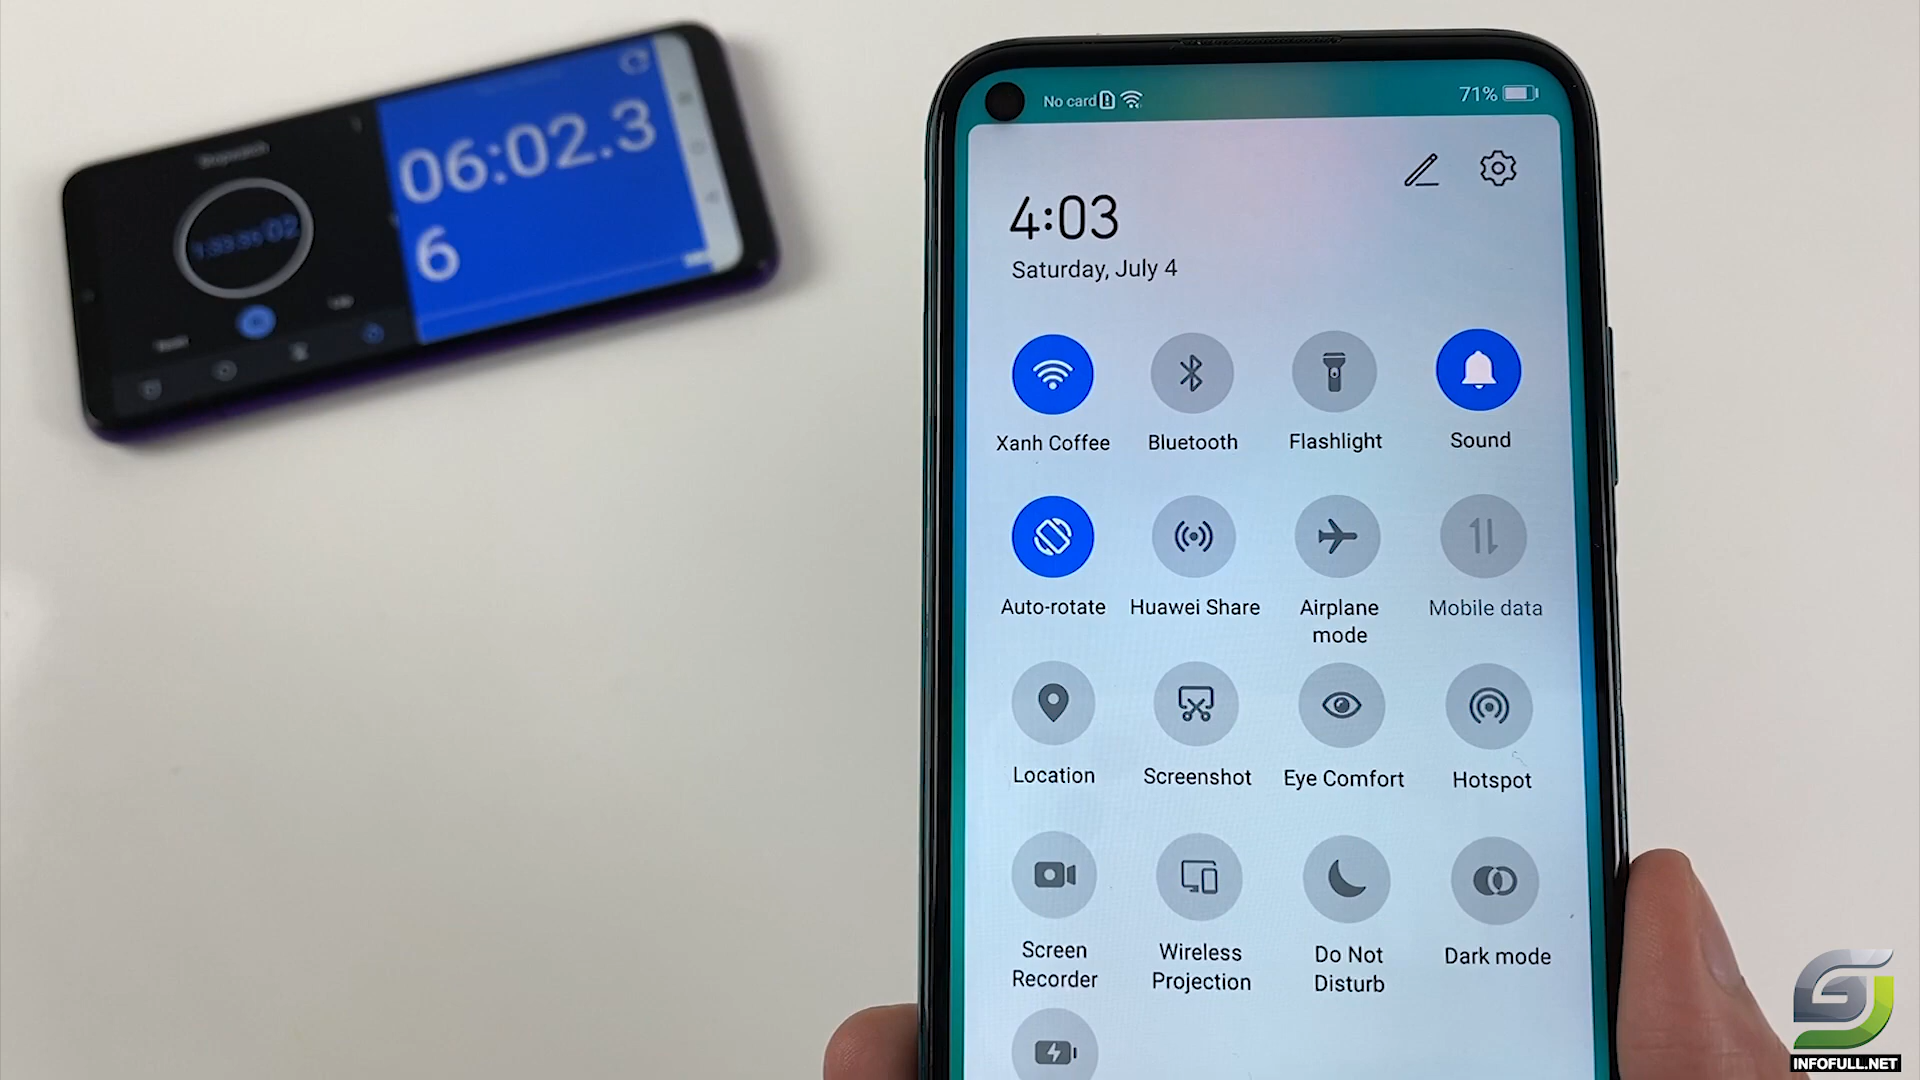 06:02.3
6
No card
71%
4:03
Saturday, July 4
Xanh Coffee
Bluetooth
Flashlight
Sound
Auto-rotate
Huawei Share
Airplane
mode
Mobile data
Location
Screenshot
Eye Comfort
Hotspot
Screen
Recorder
Wireless
Projection
Do Not
Disturb
Dark mode
INFOFULL.NET